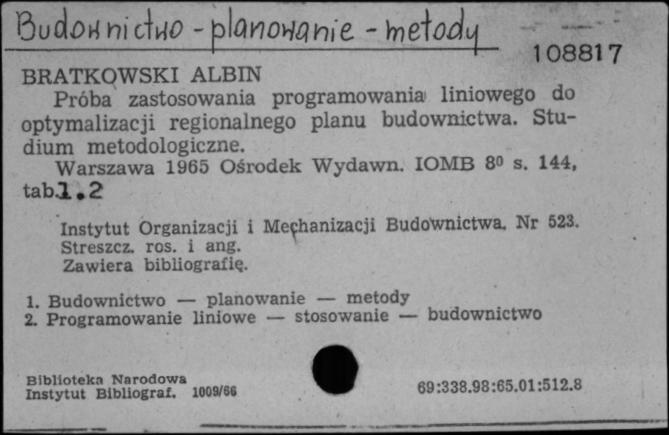 Budownictwo - planowanie - metody
108817
BRATKOWSKI ALBIN
Próba zastosowania programowania liniowego do
optymalizacji regionalnego planu budownictwa. Stu-
dium metodologiczne.
Warszawa 1965 Ośrodek Wydawn. IOMB 8⁰ s. 144,
tab. 1. 2
Instytut Organizacji i Mechanizacji Budownictwa. Nr 523.
Streszcz. ros. i ang.
Zawiera bibliografię.
1. Budownictwo — planowanie — metody
2. Programowanie liniowe — stosowanie — budownictwo
Biblioteka Narodowa
Instytut Bibliograf. 1009/66
69:338.98:65.01:512.8